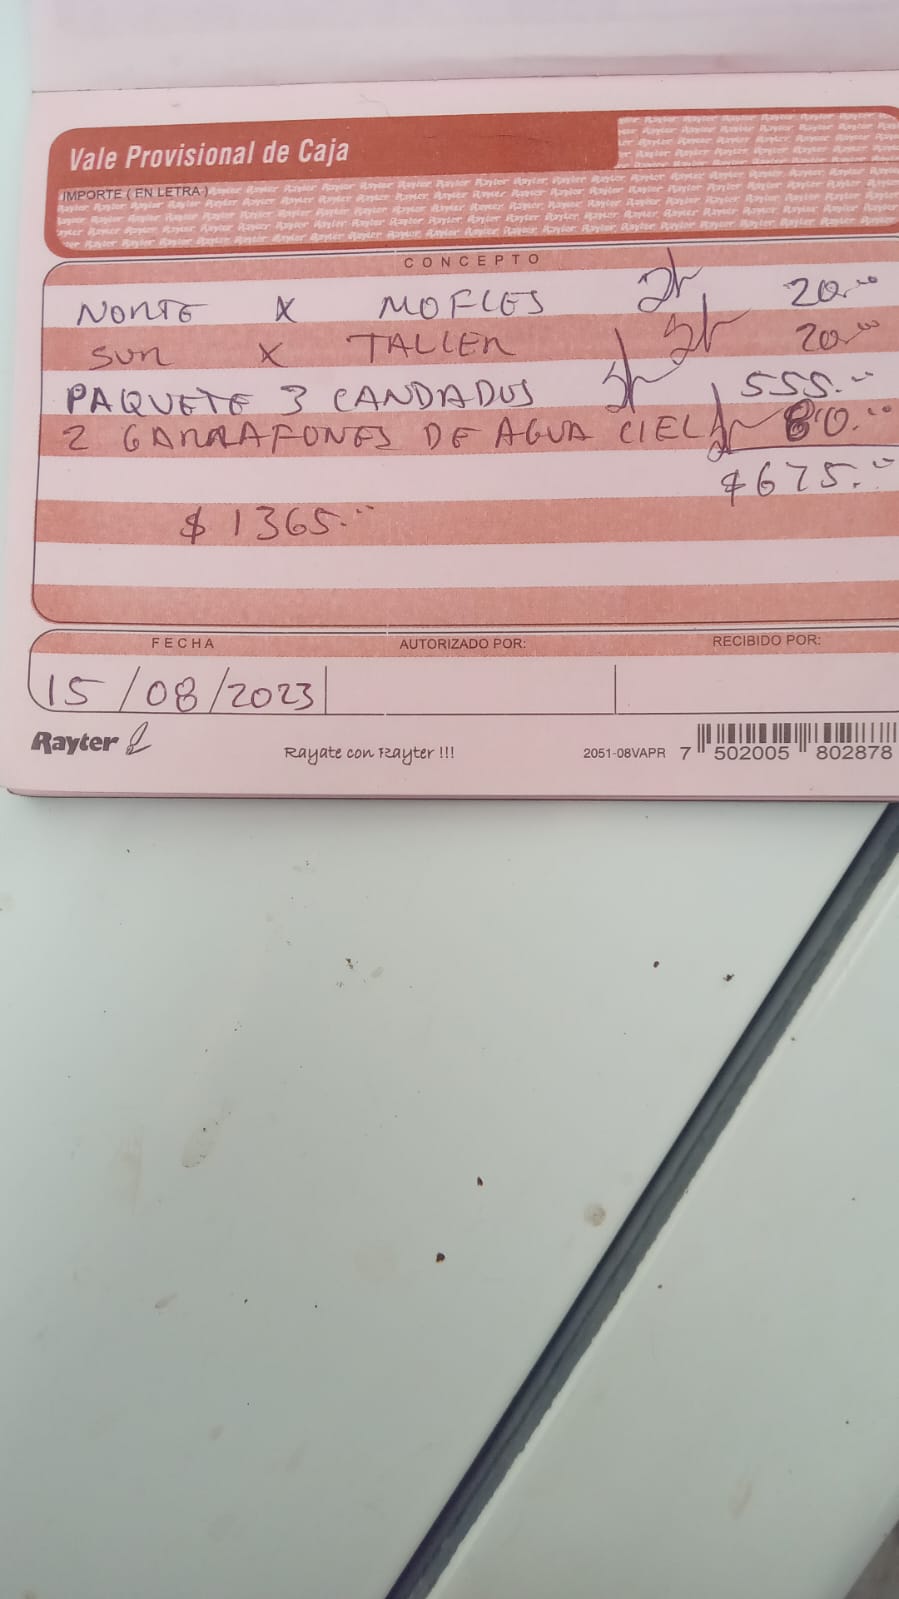 Vale Provisional de Caja
IMPORTE ( EN LETRA )
CONCEPTO
NORTE X MOFLES 20.00
SUR X TALLER 20.00
PAQUETE 3 CANDADOS 555.00
2 GARRAFONES DE AGUA CIEL 80.00
$675.00
$ 1365.00
FECHA AUTORIZADO POR: RECIBIDO POR:
15/08/2023
Rayter Rayate con Rayter !!! 2051-08VAPR 7 502005 802878